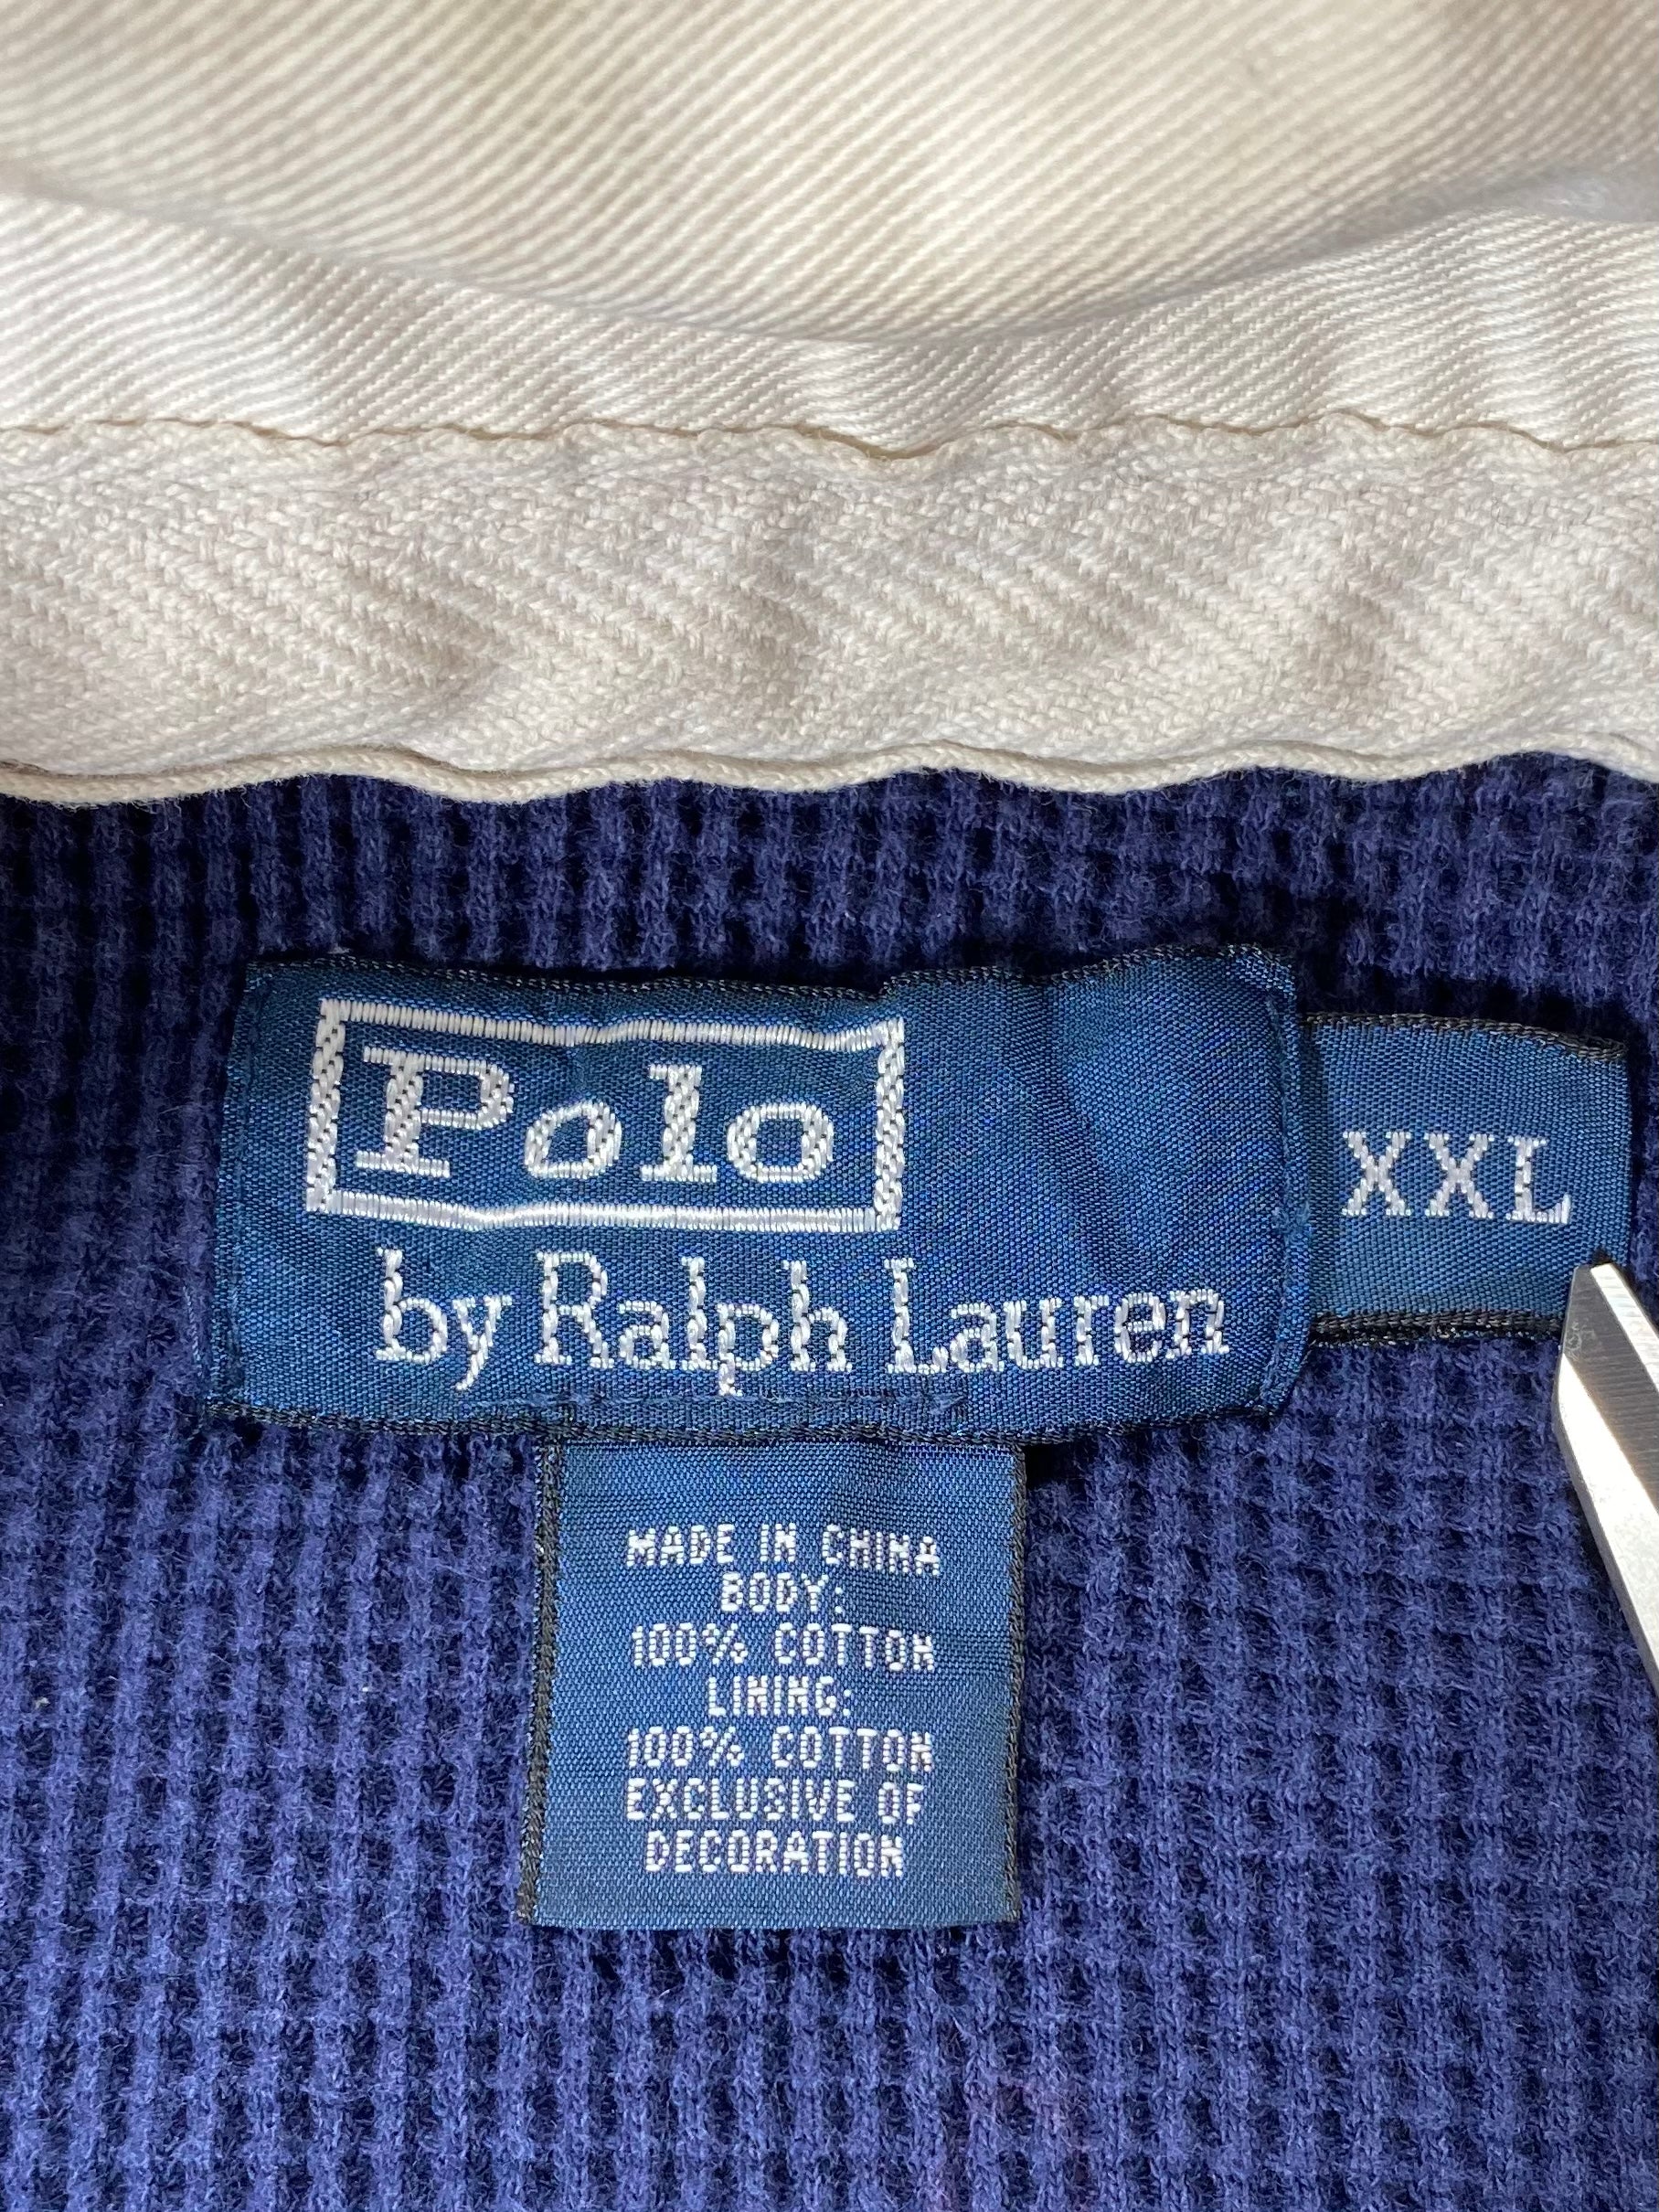 Polo
by Ralph Lauren
XXL
MADE IN CHINA
BODY:
100% COTTON
LINING:
100% COTTON
EXCLUSIVE OF
DECORATION